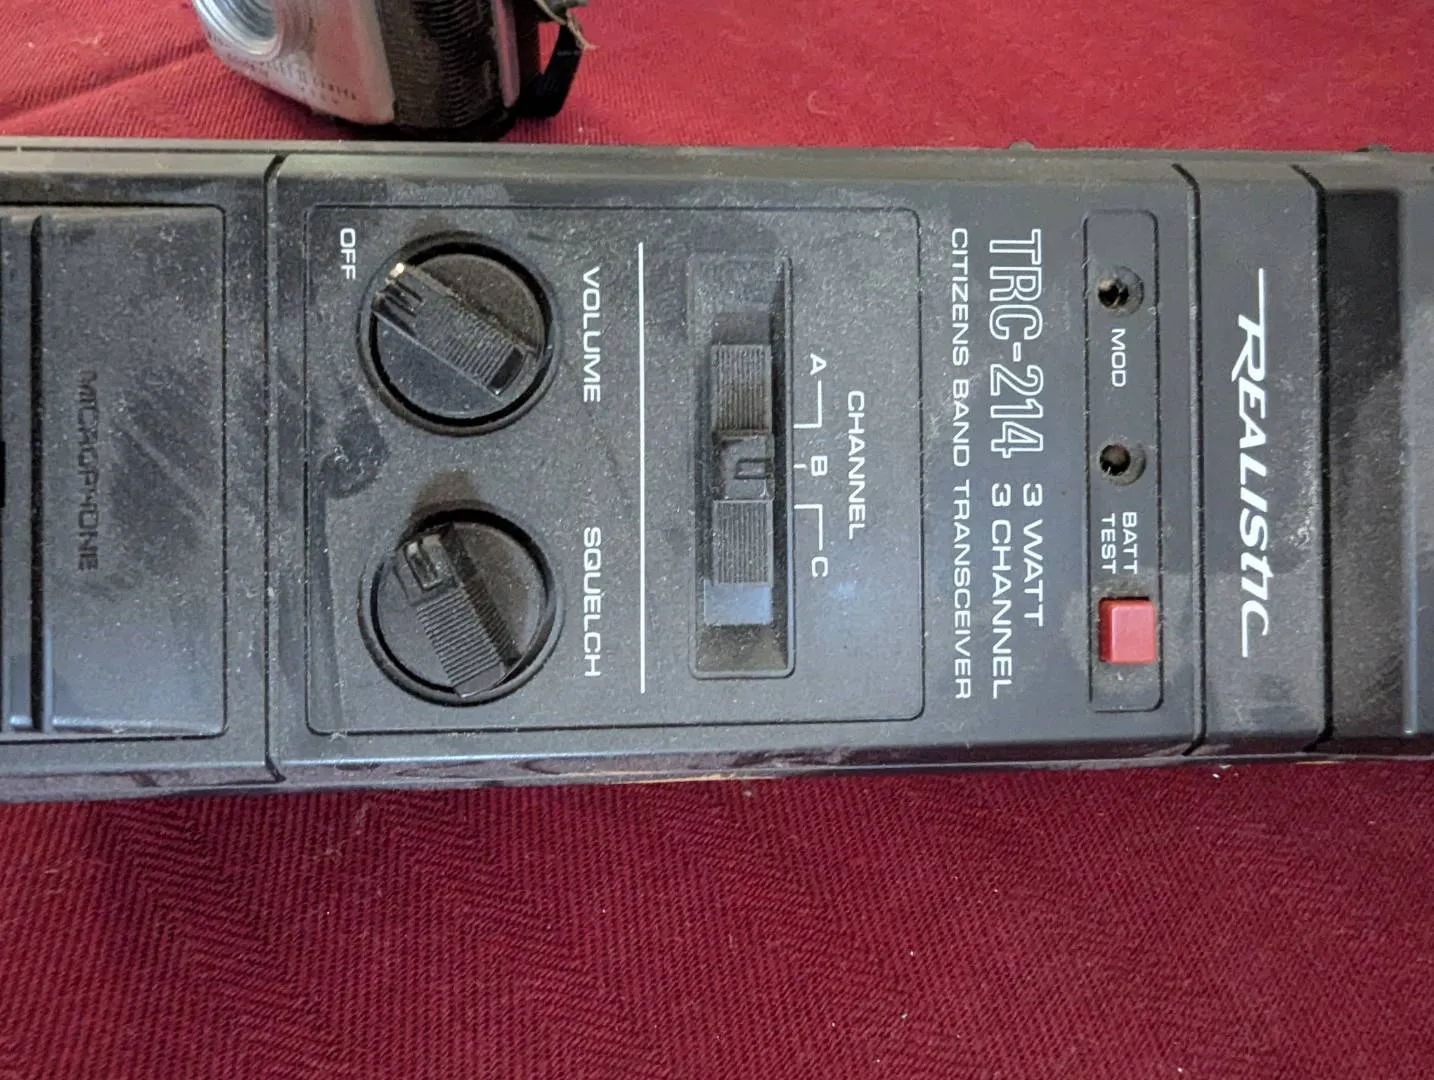 REALISTIC
MOD
BATT
TEST
TRC-214 3 WATT
3 CHANNEL
CITIZENS BAND TRANSCEIVER
CHANNEL
A B C
VOLUME
SQUELCH
OFF
MICROPHONE